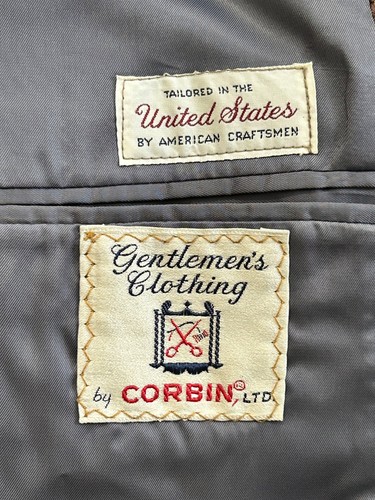 TAILORED IN THE
United States
BY AMERICAN CRAFTSMEN
Gentlemen's
Clothing
by CORBIN, LTD